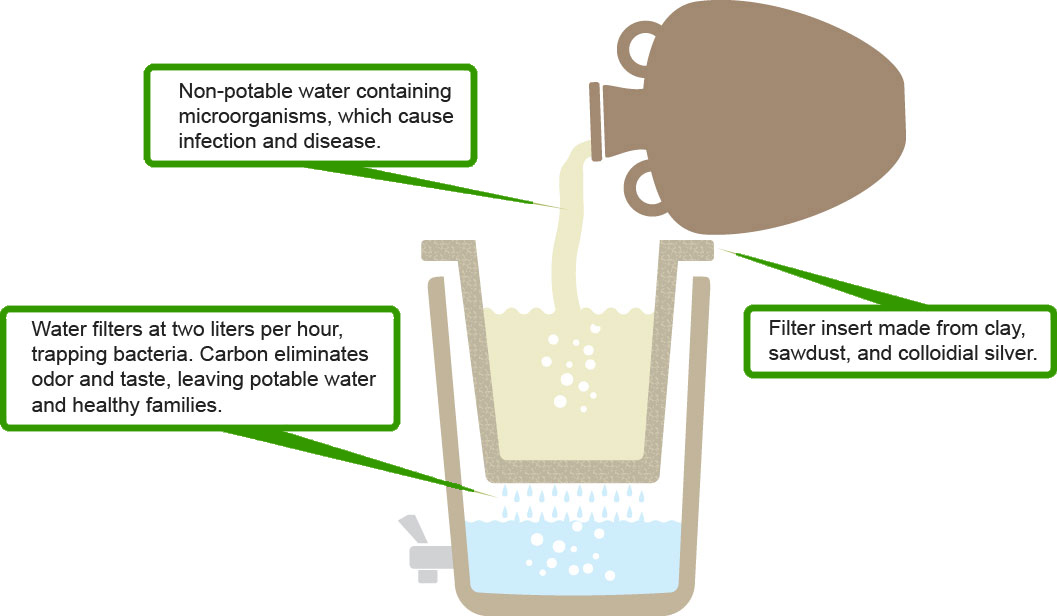 Non-potable water containing
microorganisms, which cause
infection and disease.
Water filters at two liters per hour,
trapping bacteria. Carbon eliminates
odor and taste, leaving potable water
and healthy families.
Filter insert made from clay,
sawdust, and colloidial silver.